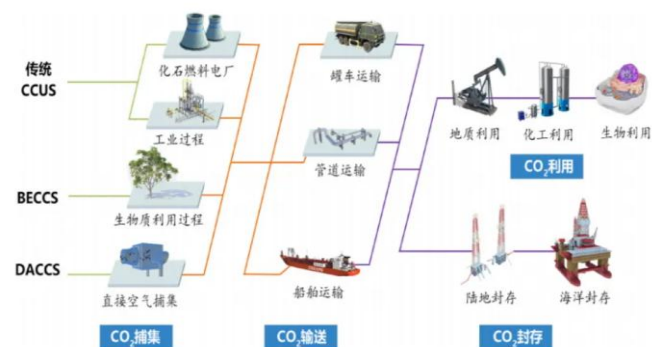 传统
CCUS
化石燃料电厂
工业过程
BECCS
生物质利用过程
DACCS
直接空气捕集
CO₂捕集
罐车运输
管道运输
船舶运输
CO₂输送
地质利用
化工利用
生物利用
CO₂利用
陆地封存
海洋封存
CO₂封存